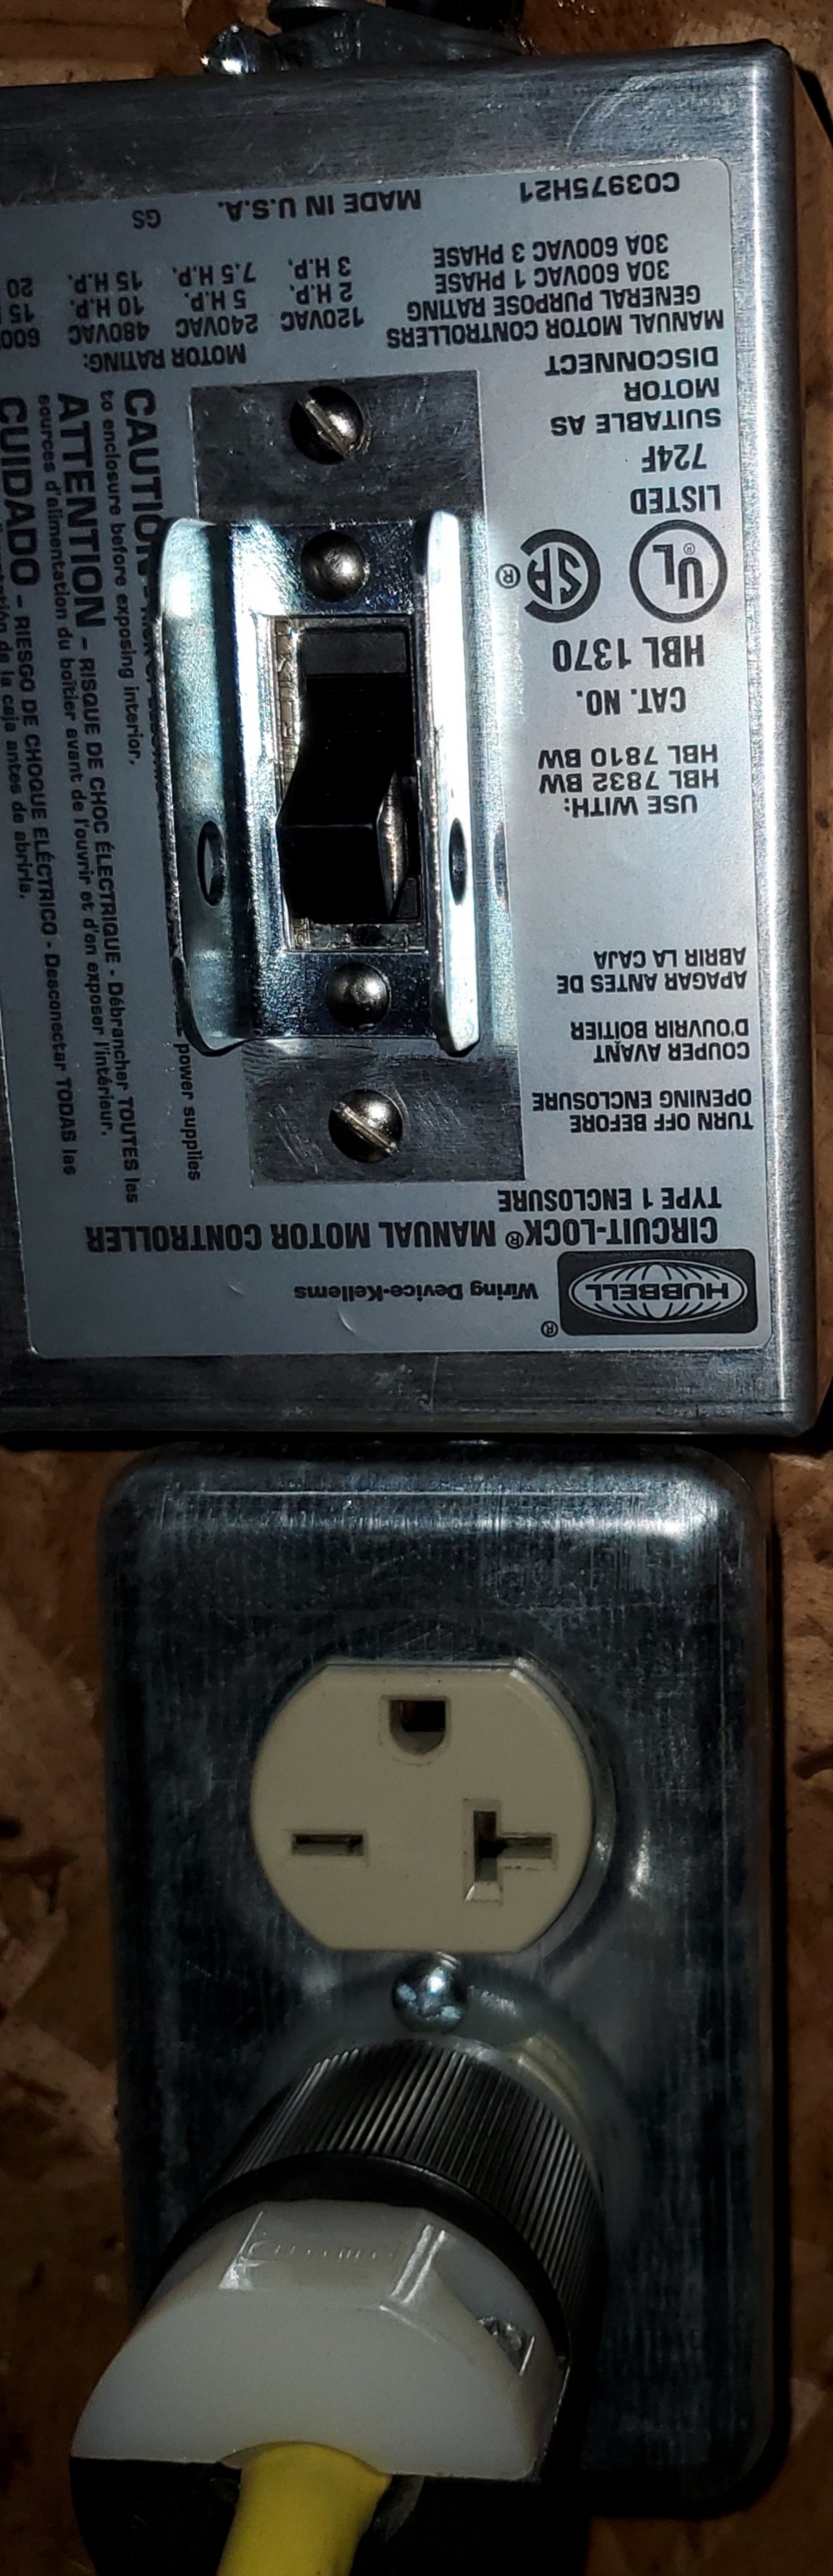 HUBBELL®
Wiring Device-Kellems
CIRCUIT-LOCK® MANUAL MOTOR CONTROLLER
TYPE 1 ENCLOSURE
TURN OFF BEFORE
OPENING ENCLOSURE
COUPER AVANT
D'OUVRIR BOITIER
APAGAR ANTES DE
ABRIR LA CAJA
USE WITH:
HBL 7832 BW
HBL 7810 BW
CAT. NO.
HBL 1370
UL® SA®
LISTED
724F
SUITABLE AS
MOTOR
DISCONNECT
MANUAL MOTOR CONTROLLERS
GENERAL PURPOSE RATING
30A 600VAC 1 PHASE
30A 600VAC 3 PHASE
MOTOR RATING:
120VAC 240VAC 480VAC 600
2 H.P. 5 H.P. 10 H.P. 15
3 H.P. 7.5 H.P. 15 H.P. 20
C03975H21 MADE IN U.S.A. GS
CAUTION
power supplies
to enclosure before exposing interior.
ATTENTION – RISQUE DE CHOC ÉLECTRIQUE - Débrancher TOUTES les
sources d'alimentation du boîtier avant de l'ouvrir et d'en exposer l'intérieur.
CUIDADO – RIESGO DE CHOQUE ELÉCTRICO - Desconectar TODAS las
de la caja antes de abrirla.